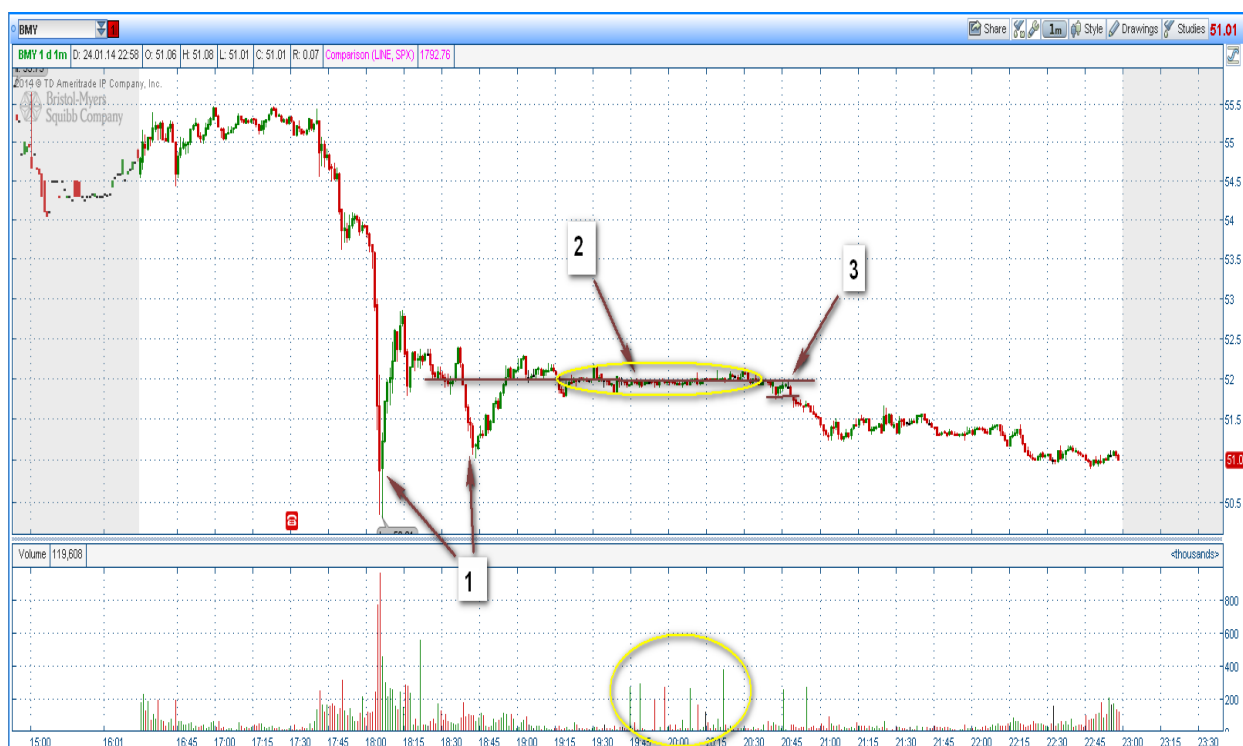 BMY
1
Share
1m
Style
Drawings
Studies
51.01
BMY 1 d 1m
D: 24.01.14 22:58
O: 51.06
H: 51.08
L: 51.01
C: 51.01
R: 0.07
Comparison (LINE, SPX)
1792.76
2014 © TD Ameritrade IP Company, Inc.
Bristol-Myers
Squibb Company
55.5
55
54.5
54
53.5
53
52.5
52
51.5
51.0
50.5
2
3
1
Volume
119,608
<thousands>
800
600
400
200
0
15:00
16:01
16:45
17:00
17:15
17:30
17:45
18:00
18:15
18:30
18:45
19:00
19:15
19:30
19:45
20:00
20:15
20:30
20:45
21:00
21:15
21:30
21:45
22:00
22:15
22:30
22:45
23:00
23:15
23:30